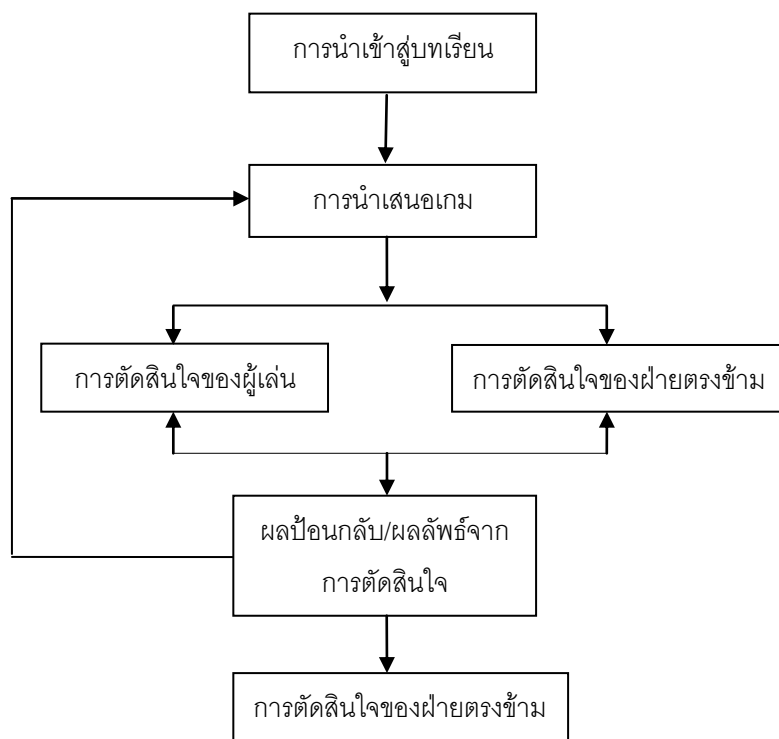 การนำเข้าสู่บทเรียน
การนำเสนอเกม
การตัดสินใจของผู้เล่น
การตัดสินใจของฝ่ายตรงข้าม
ผลป้อนกลับ/ผลลัพธ์จาก
การตัดสินใจ
การตัดสินใจของฝ่ายตรงข้าม